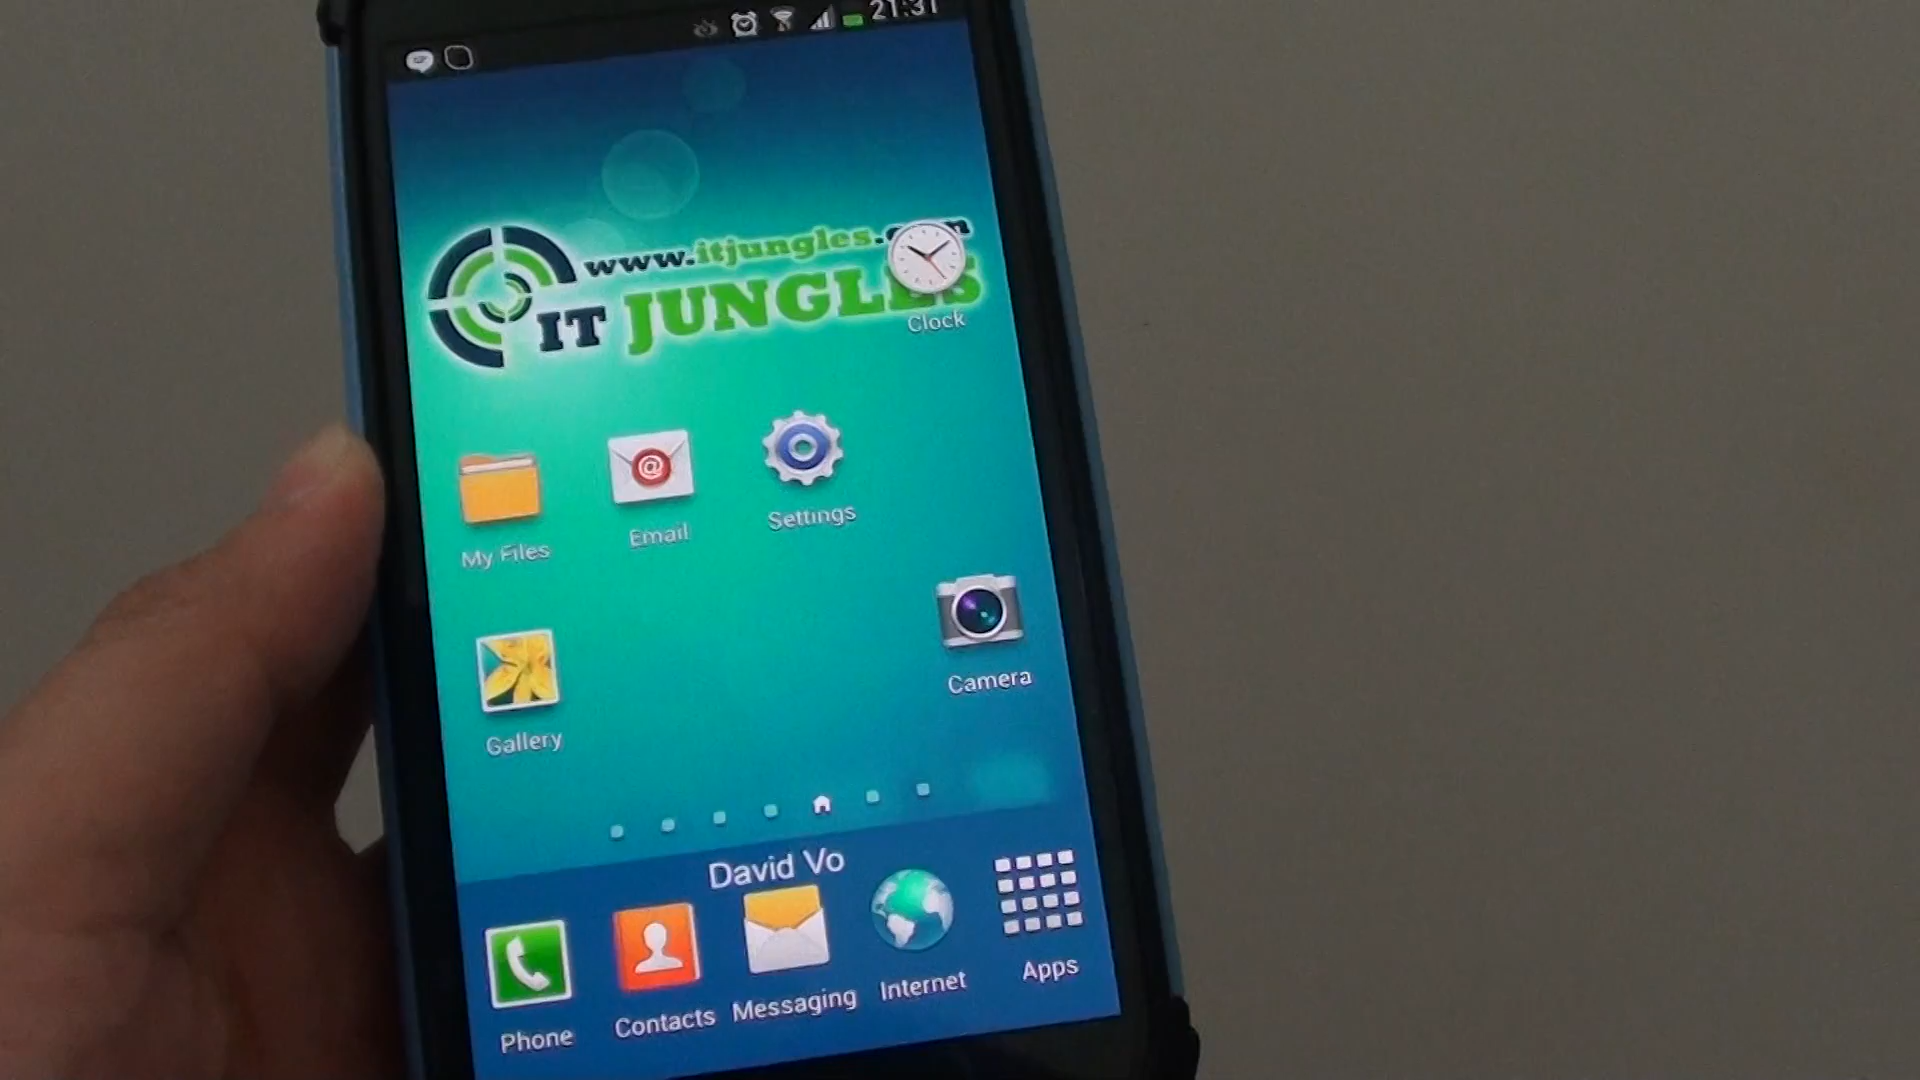 21:31
www.itjungles.
IT JUNGLES
Clock
My Files
Email
Settings
Gallery
Camera
David Vo
Phone
Contacts
Messaging
Internet
Apps